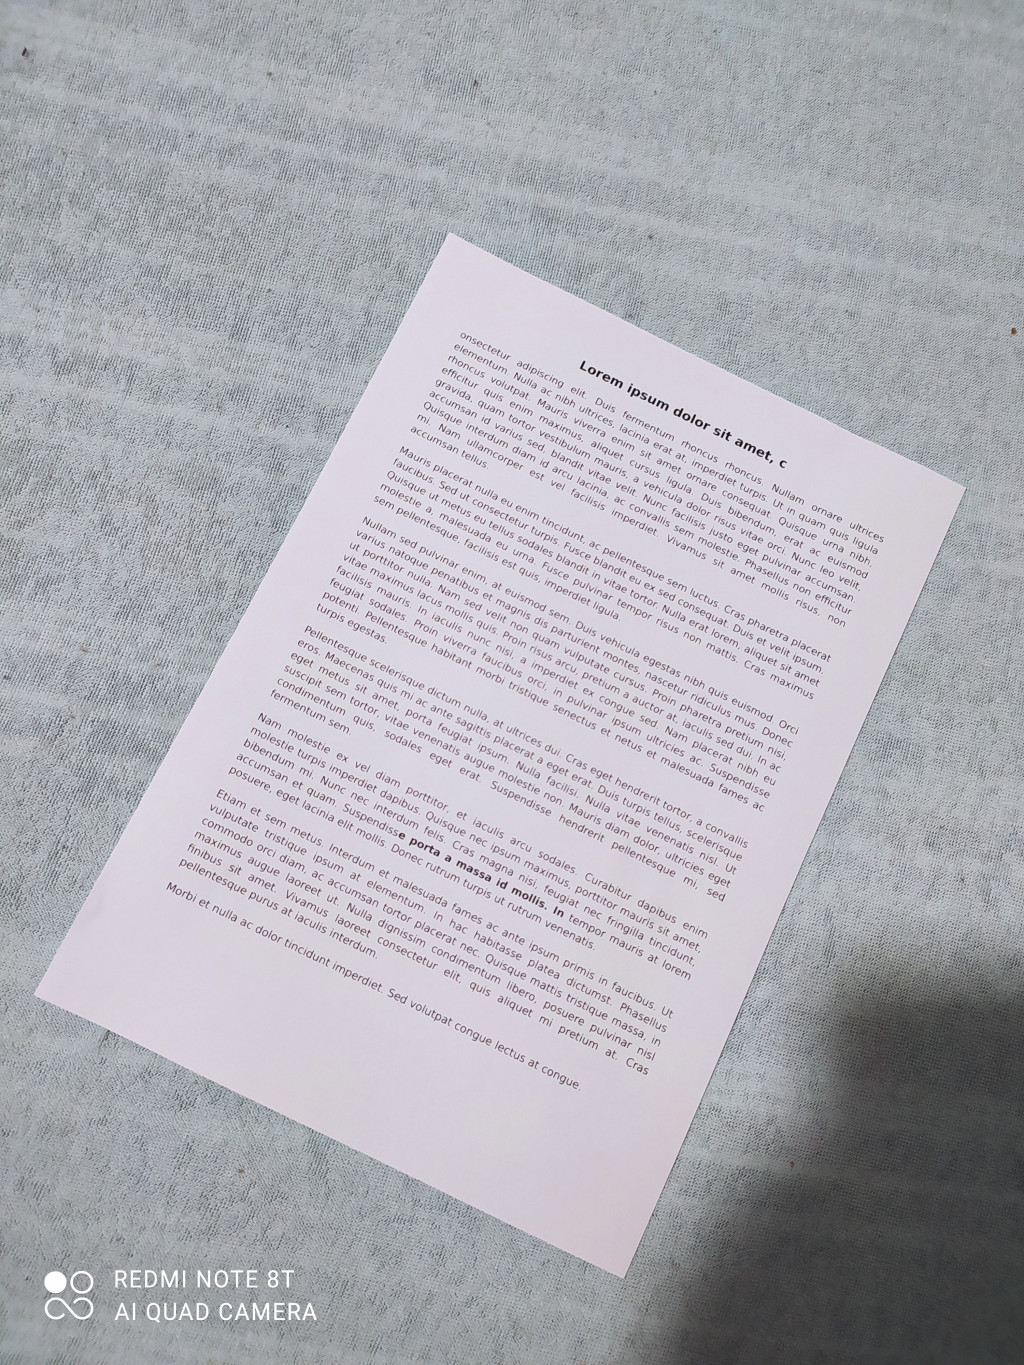 Lorem ipsum dolor sit amet, c
onsectetur adipiscing elit. Duis fermentum rhoncus rhoncus. Nullam ornare ultrices
elementum Nulla ac nibh ultrices, lacinia erat at, imperdiet turpis. Ut in quam quis ligula
rhoncus volutpat. Mauris viverra enim sit amet ornare consequat. Quisque urna nibh,
efficitur quis enim maximus, aliquet cursus ligula. Duis bibendum, erat ac euismod
gravida, quam tortor vestibulum mauris, a vehicula dolor risus vitae orci. Nunc leo velit,
accumsan id varius sed, blandit vitae velit. Nunc facilisis justo eget pulvinar accumsan.
Quisque interdum diam id arcu lacinia, ac convallis sem molestie. Phasellus non efficitur
mi. Nam ullamcorper est vel facilisis imperdiet. Vivamus sit amet mollis risus, non
accumsan tellus.
Mauris placerat nulla eu enim tincidunt, ac pellentesque sem luctus. Cras pharetra placerat
faucibus. Sed ut consectetur turpis. Fusce blandit eu ex sed consequat. Duis et velit ipsum.
Quisque ut metus eu tellus sodales blandit in vitae tortor. Nulla erat lorem, aliquet sit amet
molestie a, malesuada eu urna. Fusce pulvinar tempor risus non mattis. Cras maximus
sem pellentesque, facilisis est quis, imperdiet ligula.
Nullam sed pulvinar enim, at euismod sem. Duis vehicula egestas nibh quis euismod. Orci
varius natoque penatibus et magnis dis parturient montes, nascetur ridiculus mus. Donec
ut porttitor nulla. Nam sed velit non quam vulputate cursus. Proin pharetra pretium nisi,
vitae maximus lacus mollis quis. Proin risus arcu, pretium a auctor at, iaculis sed dui. In ac
facilisis mauris. In iaculis nunc nisi, a imperdiet ex congue sed. Nam placerat nibh eu
feugiat sodales. Proin viverra faucibus orci, in pulvinar ipsum ultricies ac. Suspendisse
potenti. Pellentesque habitant morbi tristique senectus et netus et malesuada fames ac
turpis egestas.
Pellentesque scelerisque dictum nulla, at ultrices dui. Cras eget hendrerit tortor, a convallis
eros. Maecenas quis mi ac ante sagittis placerat a eget erat. Duis turpis tellus, scelerisque
eget metus sit amet, porta feugiat ipsum. Nulla facilisi. Nulla vitae venenatis nisl. Ut
suscipit sem tortor, vitae venenatis augue molestie non. Mauris diam dolor, ultricies eget
condimentum quis, sodales eget erat. Suspendisse hendrerit pellentesque mi, sed
fermentum sem.
Nam molestie ex vel diam porttitor, et iaculis arcu sodales. Curabitur dapibus enim
molestie turpis imperdiet dapibus. Quisque nec ipsum maximus, porttitor mauris sit amet,
bibendum mi. Nunc nec interdum felis. Cras magna nisi, feugiat nec fringilla tincidunt,
accumsan et quam. Suspendisse porta a massa id mollis. In tempor mauris at lorem
posuere, eget lacinia elit mollis. Donec rutrum turpis ut rutrum venenatis.
Etiam et sem metus. Interdum et malesuada fames ac ante ipsum primis in faucibus. Ut
vulputate tristique ipsum at elementum. In hac habitasse platea dictumst. Phasellus
commodo orci diam, ac accumsan tortor placerat nec. Quisque mattis tristique massa, in
maximus augue laoreet ut. Nulla dignissim condimentum libero, posuere pulvinar nisl
finibus sit amet. Vivamus laoreet consectetur elit, quis aliquet mi pretium at. Cras
pellentesque purus at iaculis interdum.
Morbi et nulla ac dolor tincidunt imperdiet. Sed volutpat congue lectus at congue.
REDMI NOTE 8T
AI QUAD CAMERA